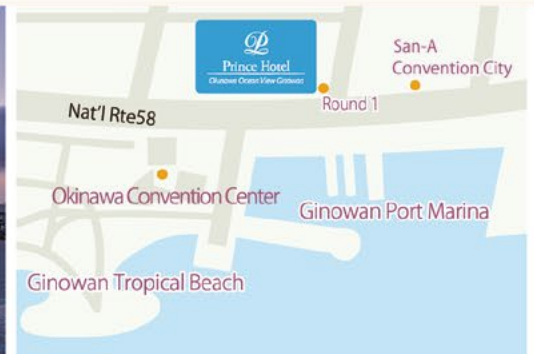 Prince Hotel
Okinawa Ocean View Ginowan
San-A
Convention City
Round 1
Nat'l Rte58
Okinawa Convention Center
Ginowan Port Marina
Ginowan Tropical Beach